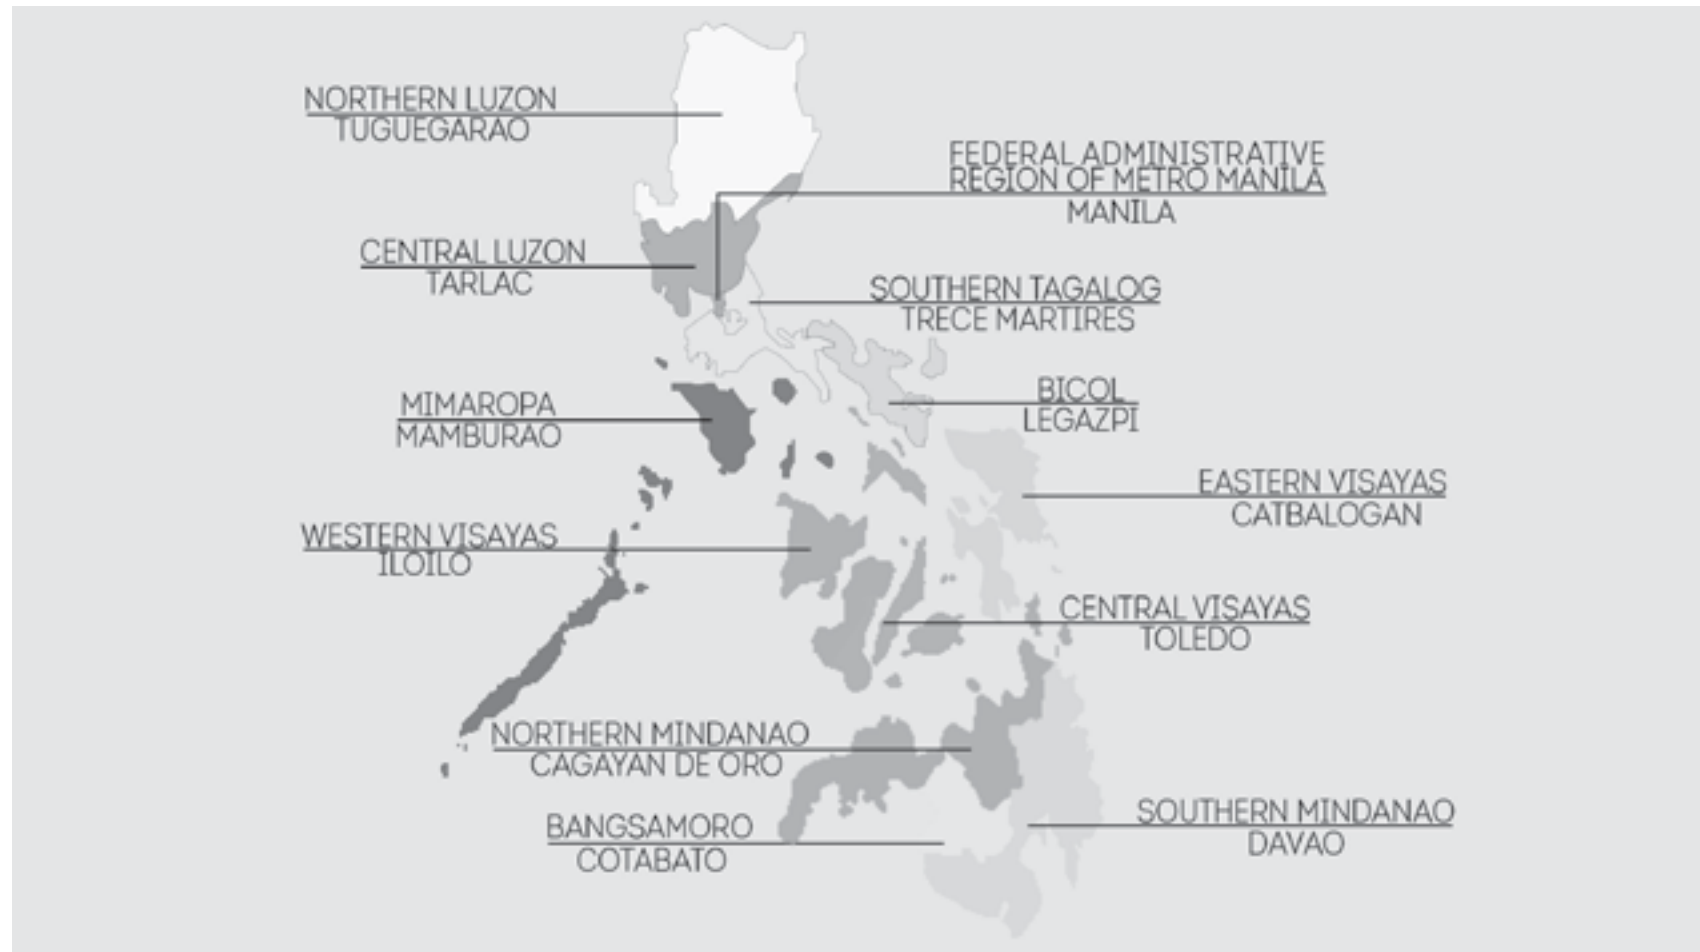 NORTHERN LUZON
TUGUEGARAO
FEDERAL ADMINISTRATIVE
REGION OF METRO MANILA
MANILA
CENTRAL LUZON
TARLAC
SOUTHERN TAGALOG
TRECE MARTIRES
MIMAROPA
MAMBURAO
BICOL
LEGAZPI
EASTERN VISAYAS
CATBALOGAN
WESTERN VISAYAS
ILOILO
CENTRAL VISAYAS
TOLEDO
NORTHERN MINDANAO
CAGAYAN DE ORO
BANGSAMORO
COTABATO
SOUTHERN MINDANAO
DAVAO